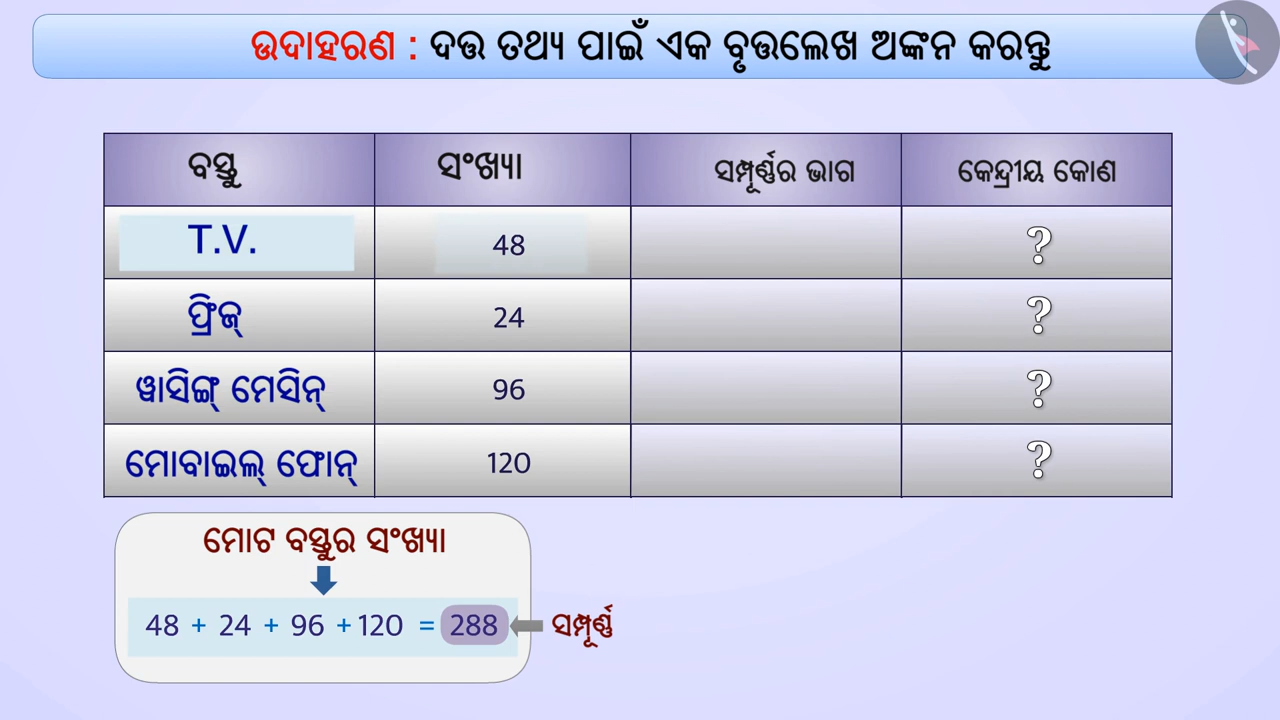 ଉଦାହରଣ : ଦତ୍ତ ତଥ୍ୟ ପାଇଁ ଏକ ବୃତ୍ତଲେଖ ଅଙ୍କନ କରନ୍ତୁ
ବସ୍ତୁ ସଂଖ୍ୟା ସମ୍ପୂର୍ଣ୍ଣର ଭାଗ କେନ୍ଦ୍ରୀୟ କୋଣ
T.V. 48 ?
ଫ୍ରିଜ୍ 24 ?
ୱାସିଙ୍ଗ୍ ମେସିନ୍ 96 ?
ମୋବାଇଲ୍ ଫୋନ୍ 120 ?
ମୋଟ ବସ୍ତୁର ସଂଖ୍ୟା
48 + 24 + 96 + 120 = 288 ସମ୍ପୂର୍ଣ୍ଣ